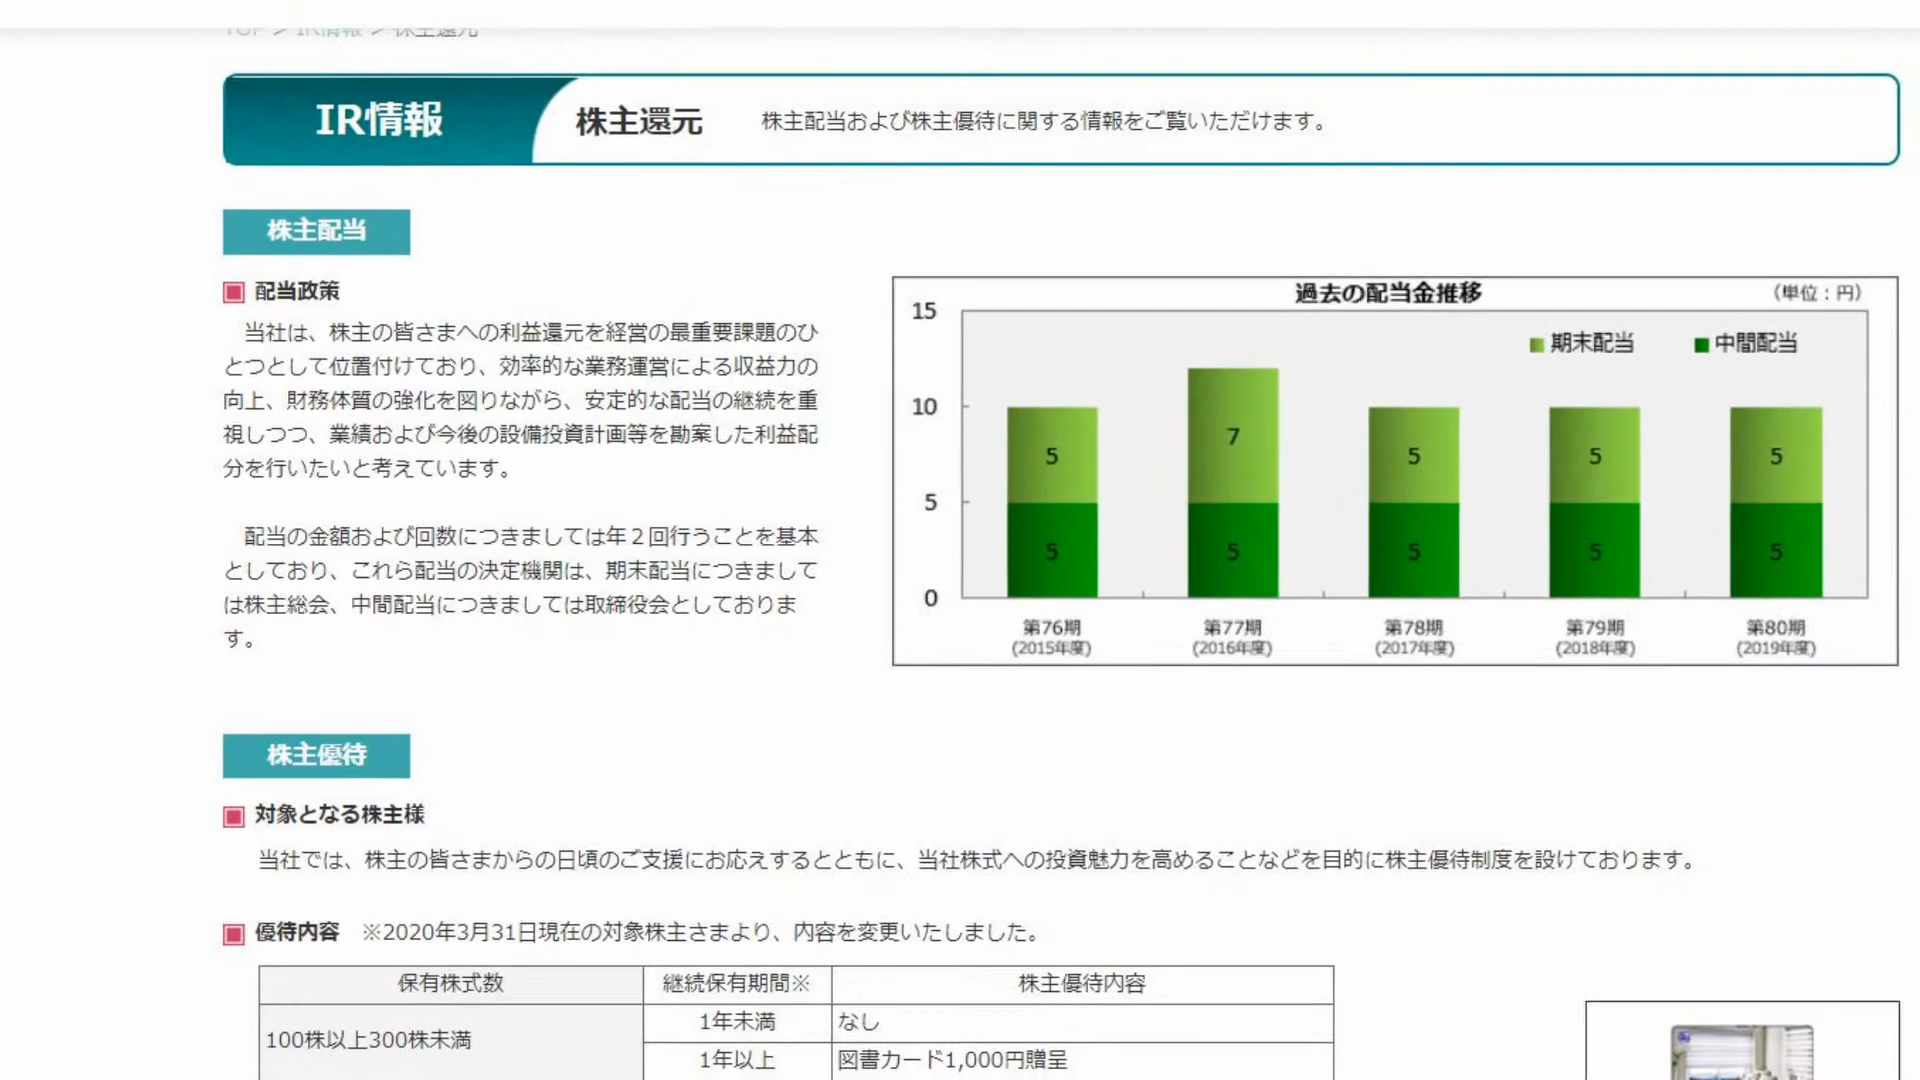 TOP > IR情報 > 株主還元
IR情報
株主還元
株主配当および株主優待に関する情報をご覧いただけます。
株主配当
配当政策
当社は、株主の皆さまへの利益還元を経営の最重要課題のひ
とつとして位置付けており、効率的な業務運営による収益力の
向上、財務体質の強化を図りながら、安定的な配当の継続を重
視しつつ、業績および今後の設備投資計画等を勘案した利益配
分を行いたいと考えています。
配当の金額および回数につきましては年２回行うことを基本
としており、これら配当の決定機関は、期末配当につきまして
は株主総会、中間配当につきましては取締役会としておりま
す。
過去の配当金推移
（単位：円）
期末配当 中間配当
15
10
5
0
5 7 5 5 5
5 5 5 5 5
第76期 第77期 第78期 第79期 第80期
(2015年度) (2016年度) (2017年度) (2018年度) (2019年度)
株主優待
対象となる株主様
当社では、株主の皆さまからの日頃のご支援にお応えするとともに、当社株式への投資魅力を高めることなどを目的に株主優待制度を設けております。
優待内容 ※2020年3月31日現在の対象株主さまより、内容を変更いたしました。
保有株式数 継続保有期間※ 株主優待内容
100株以上300株未満
1年未満 なし
1年以上 図書カード1,000円贈呈